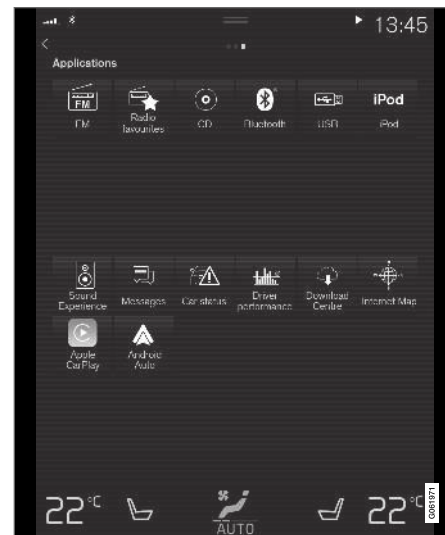 13:45
Applications
FM
FM
Radio
favourites
CD
Bluetooth
USB
iPod
iPod
Sound
Experience
Messages
Car status
Driver
performance
Download
Centre
Internet Map
Apple
CarPlay
Android
Auto
22°C
AUTO
22°C
G061971